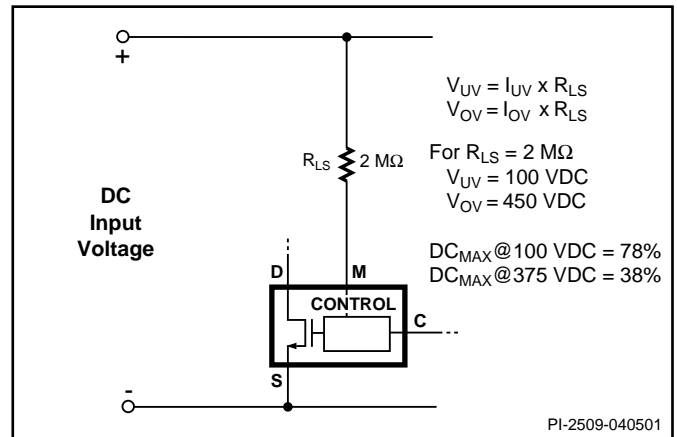 +
V_UV = I_UV x R_LS
V_OV = I_OV x R_LS
R_LS 2 MΩ
For R_LS = 2 MΩ
V_UV = 100 VDC
V_OV = 450 VDC
DC
Input
Voltage
DC_MAX@100 VDC = 78%
DC_MAX@375 VDC = 38%
D M
CONTROL
C
S
-
PI-2509-040501